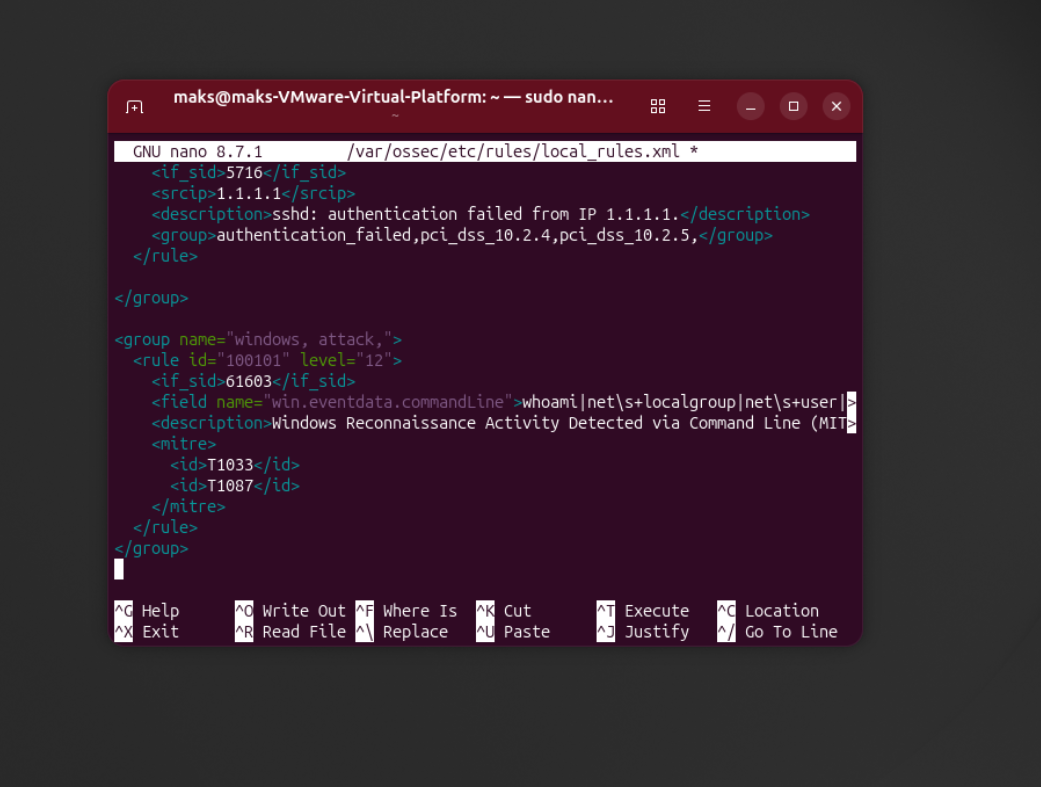 maks@maks-VMware-Virtual-Platform: ~ — sudo nan…
~
GNU nano 8.7.1 /var/ossec/etc/rules/local_rules.xml *
<if_sid>5716</if_sid>
<srcip>1.1.1.1</srcip>
<description>sshd: authentication failed from IP 1.1.1.1.</description>
<group>authentication_failed,pci_dss_10.2.4,pci_dss_10.2.5,</group>
</rule>
</group>
<group name="windows, attack,">
<rule id="100101" level="12">
<if_sid>61603</if_sid>
<field name="win.eventdata.commandLine">whoami|net\s+localgroup|net\s+user|>
<description>Windows Reconnaissance Activity Detected via Command Line (MIT>
<mitre>
<id>T1033</id>
<id>T1087</id>
</mitre>
</rule>
</group>
^G Help ^O Write Out ^F Where Is ^K Cut ^T Execute ^C Location
^X Exit ^R Read File ^\ Replace ^U Paste ^J Justify ^/ Go To Line